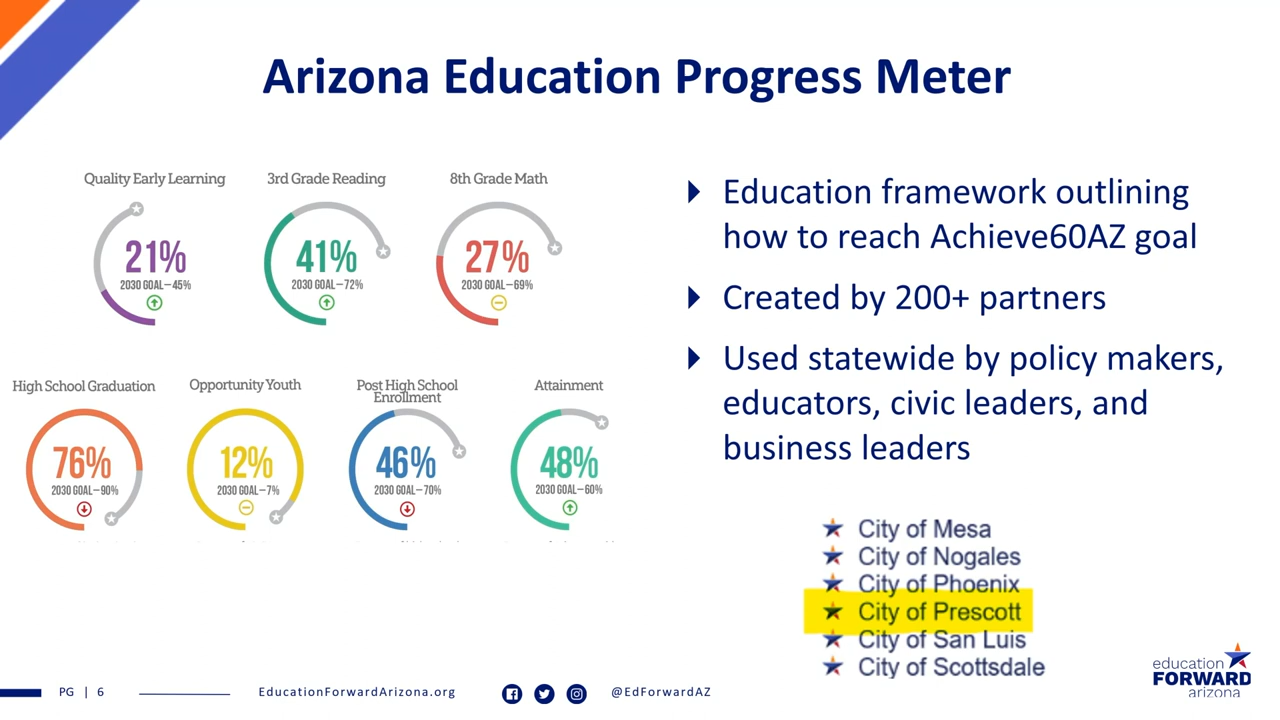 Arizona Education Progress Meter
Quality Early Learning
21%
2030 GOAL–45%
3rd Grade Reading
41%
2030 GOAL–72%
8th Grade Math
27%
2030 GOAL–69%
High School Graduation
76%
2030 GOAL–90%
Opportunity Youth
12%
2030 GOAL–7%
Post High School
Enrollment
46%
2030 GOAL–70%
Attainment
48%
2030 GOAL–60%
Education framework outlining
how to reach Achieve60AZ goal
Created by 200+ partners
Used statewide by policy makers,
educators, civic leaders, and
business leaders
City of Mesa
City of Nogales
City of Phoenix
City of Prescott
City of San Luis
City of Scottsdale
PG | 6
EducationForwardArizona.org
@EdForwardAZ
education
FORWARD
arizona